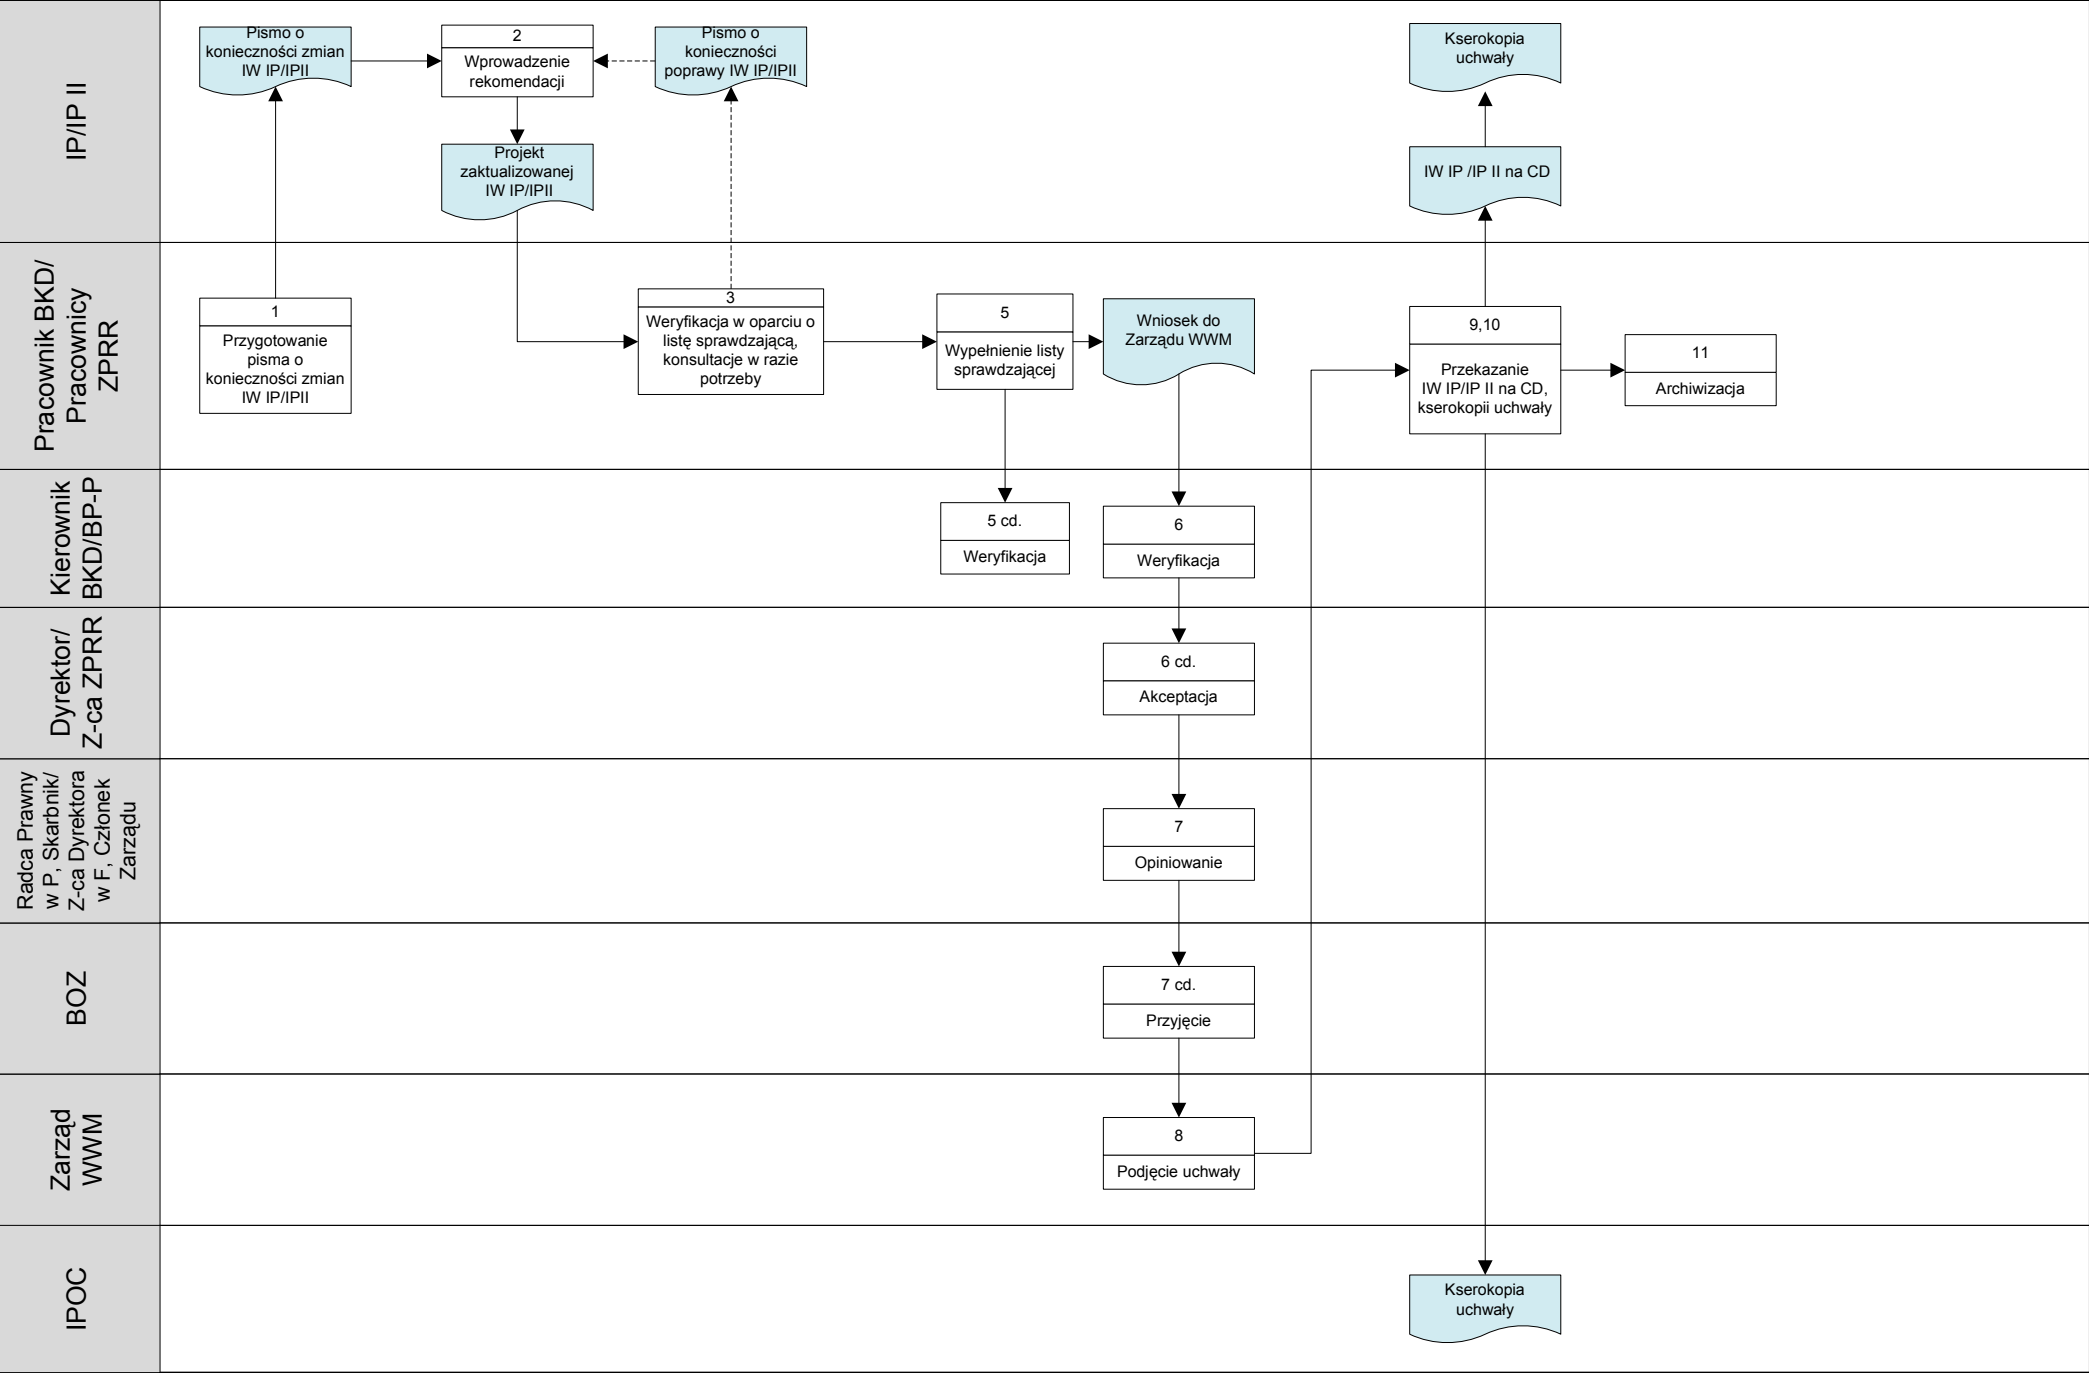 IP/IP II
Pismo o
konieczności zmian
IW IP/IPII
2
Wprowadzenie
rekomendacji
Pismo o
konieczności
poprawy IW IP/IPII
Kserokopia
uchwały
Projekt
zaktualizowanej
IW IP/IPII
IW IP /IP II na CD
Pracownik BKD/
Pracownicy
ZPRR
1
Przygotowanie
pisma o
konieczności zmian
IW IP/IPII
3
Weryfikacja w oparciu o
listę sprawdzającą,
konsultacje w razie
potrzeby
5
Wypełnienie listy
sprawdzającej
Wniosek do
Zarządu WWM
9,10
Przekazanie
IW IP/IP II na CD,
kserokopii uchwały
11
Archiwizacja
Kierownik
BKD/BP-P
5 cd.
Weryfikacja
6
Weryfikacja
Dyrektor/
Z-ca ZPRR
6 cd.
Akceptacja
Radca Prawny
w P, Skarbnik/
Z-ca Dyrektora
w F, Członek
Zarządu
7
Opiniowanie
BOZ
7 cd.
Przyjęcie
Zarząd
WWM
8
Podjęcie uchwały
IPOC
Kserokopia
uchwały